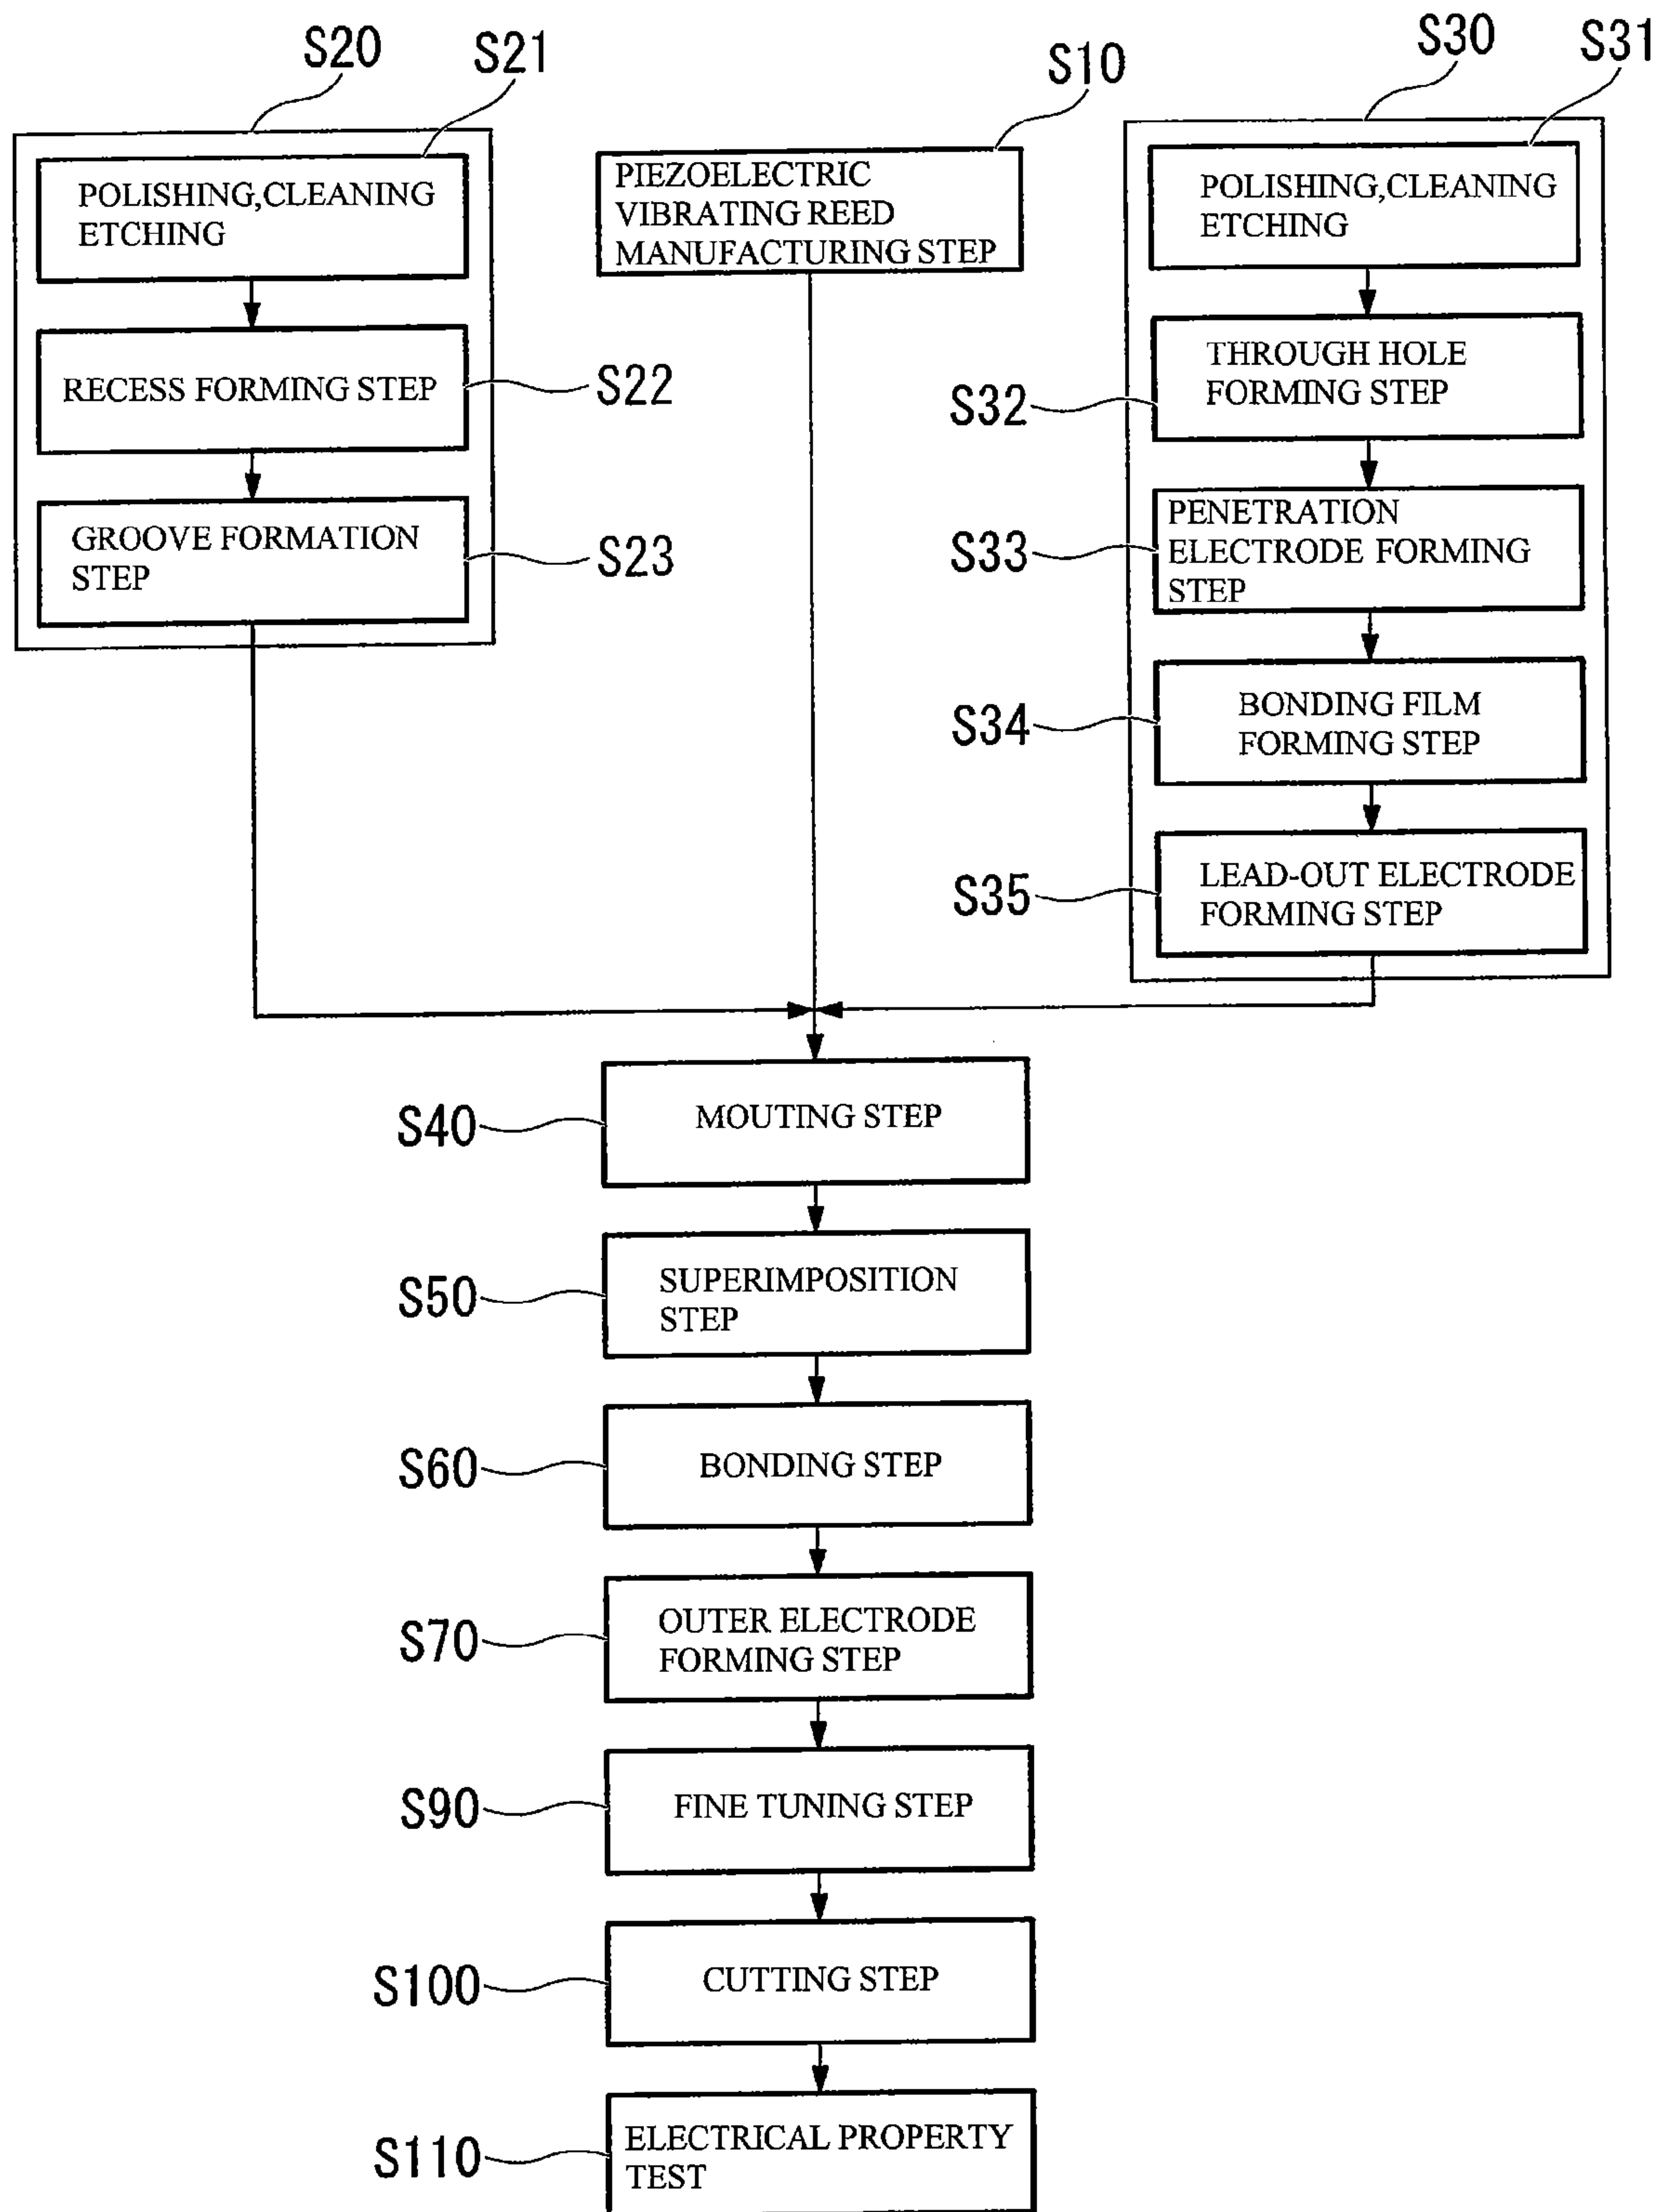 S20
S21
POLISHING,CLEANING
ETCHING
RECESS FORMING STEP
S22
GROOVE FORMATION
STEP
S23
S10
PIEZOELECTRIC
VIBRATING REED
MANUFACTURING STEP
S30
S31
POLISHING,CLEANING
ETCHING
S32
THROUGH HOLE
FORMING STEP
S33
PENETRATION
ELECTRODE FORMING
STEP
S34
BONDING FILM
FORMING STEP
S35
LEAD-OUT ELECTRODE
FORMING STEP
S40
MOUTING STEP
S50
SUPERIMPOSITION
STEP
S60
BONDING STEP
S70
OUTER ELECTRODE
FORMING STEP
S90
FINE TUNING STEP
S100
CUTTING STEP
S110
ELECTRICAL PROPERTY
TEST